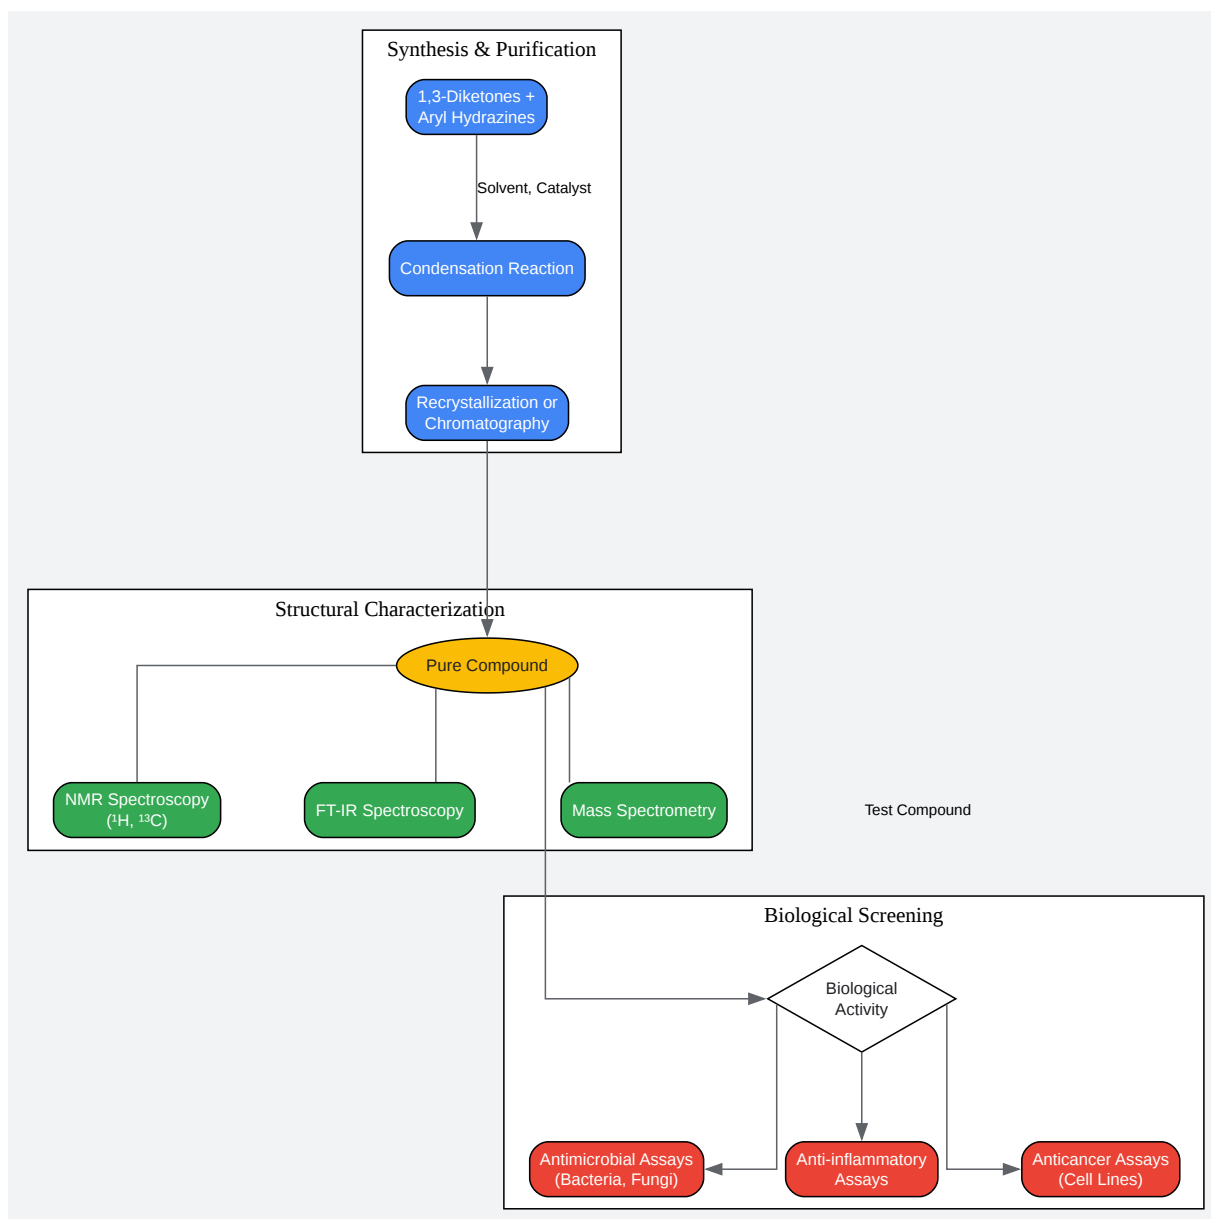 Synthesis & Purification
1,3-Diketones +
Aryl Hydrazines
Solvent, Catalyst
Condensation Reaction
Recrystallization or
Chromatography
Structural Characterization
Pure Compound
NMR Spectroscopy
(¹H, ¹³C)
FT-IR Spectroscopy
Mass Spectrometry
Test Compound
Biological Screening
Biological
Activity
Antimicrobial Assays
(Bacteria, Fungi)
Anti-inflammatory
Assays
Anticancer Assays
(Cell Lines)